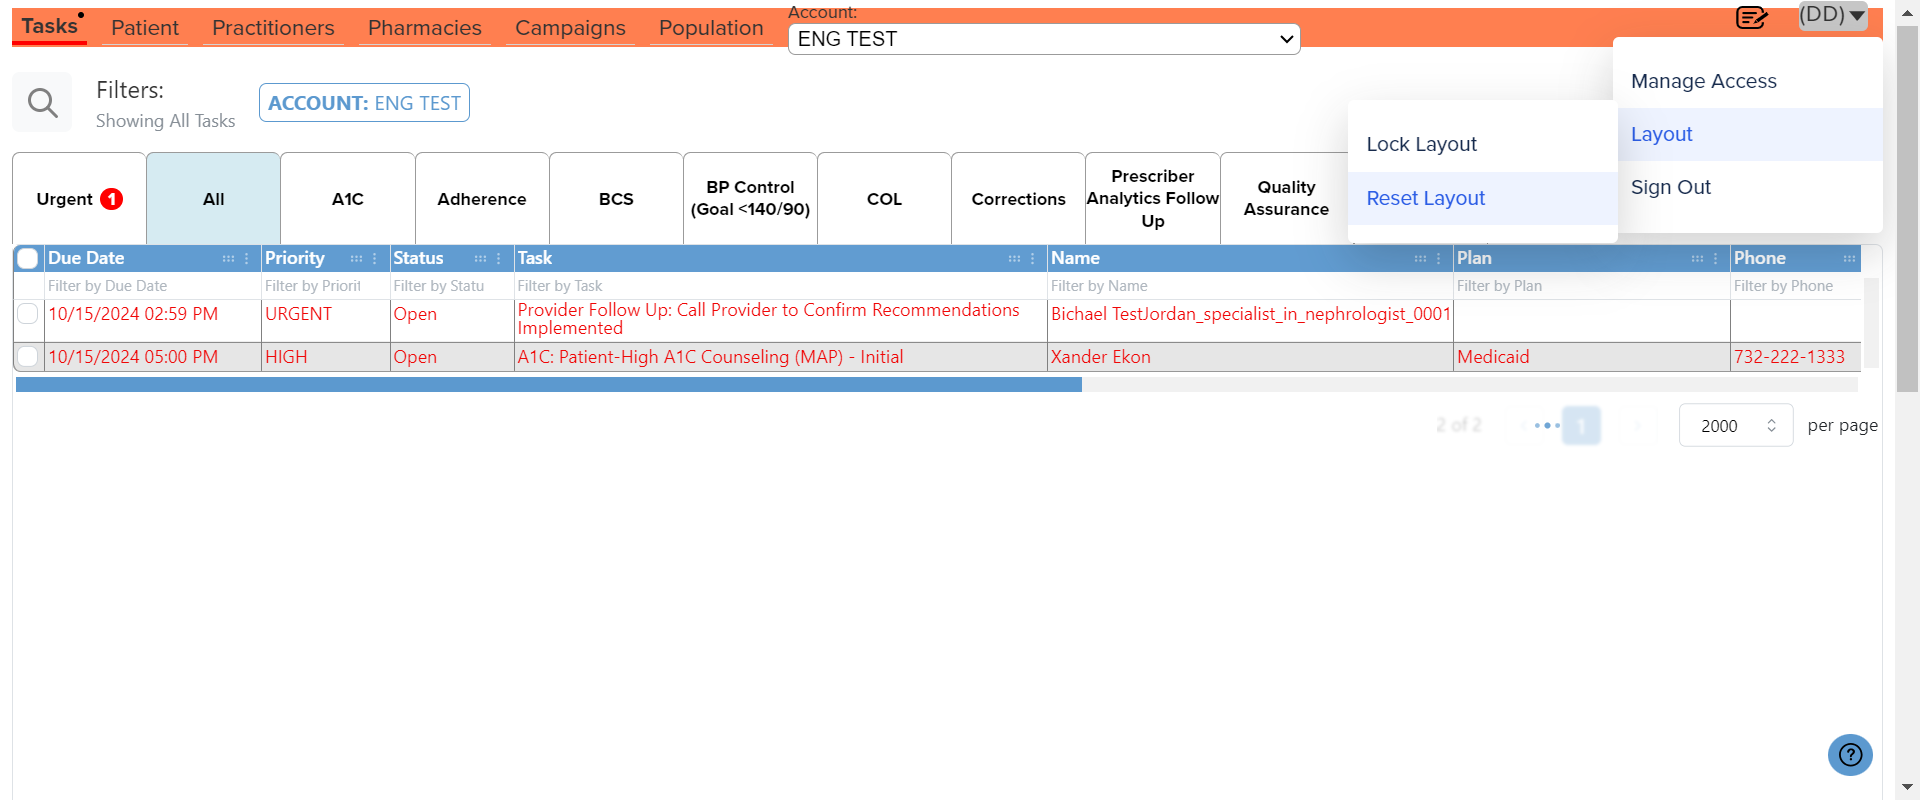 Tasks
Patient
Practitioners
Pharmacies
Campaigns
Population
Account:
ENG TEST
(DD)
Manage Access
Layout
Sign Out
Lock Layout
Reset Layout
Filters:
Showing All Tasks
ACCOUNT: ENG TEST
Urgent 1
All
A1C
Adherence
BCS
BP Control
(Goal <140/90)
COL
Corrections
Prescriber
Analytics Follow
Up
Quality
Assurance
Due Date
Priority
Status
Task
Name
Plan
Phone
Filter by Due Date
Filter by Priorit
Filter by Statu
Filter by Task
Filter by Name
Filter by Plan
Filter by Phone
10/15/2024 02:59 PM
URGENT
Open
Provider Follow Up: Call Provider to Confirm Recommendations
Implemented
Bichael TestJordan_specialist_in_nephrologist_0001
10/15/2024 05:00 PM
HIGH
Open
A1C: Patient-High A1C Counseling (MAP) - Initial
Xander Ekon
Medicaid
732-222-1333
2 of 2
1
2000
per page
?